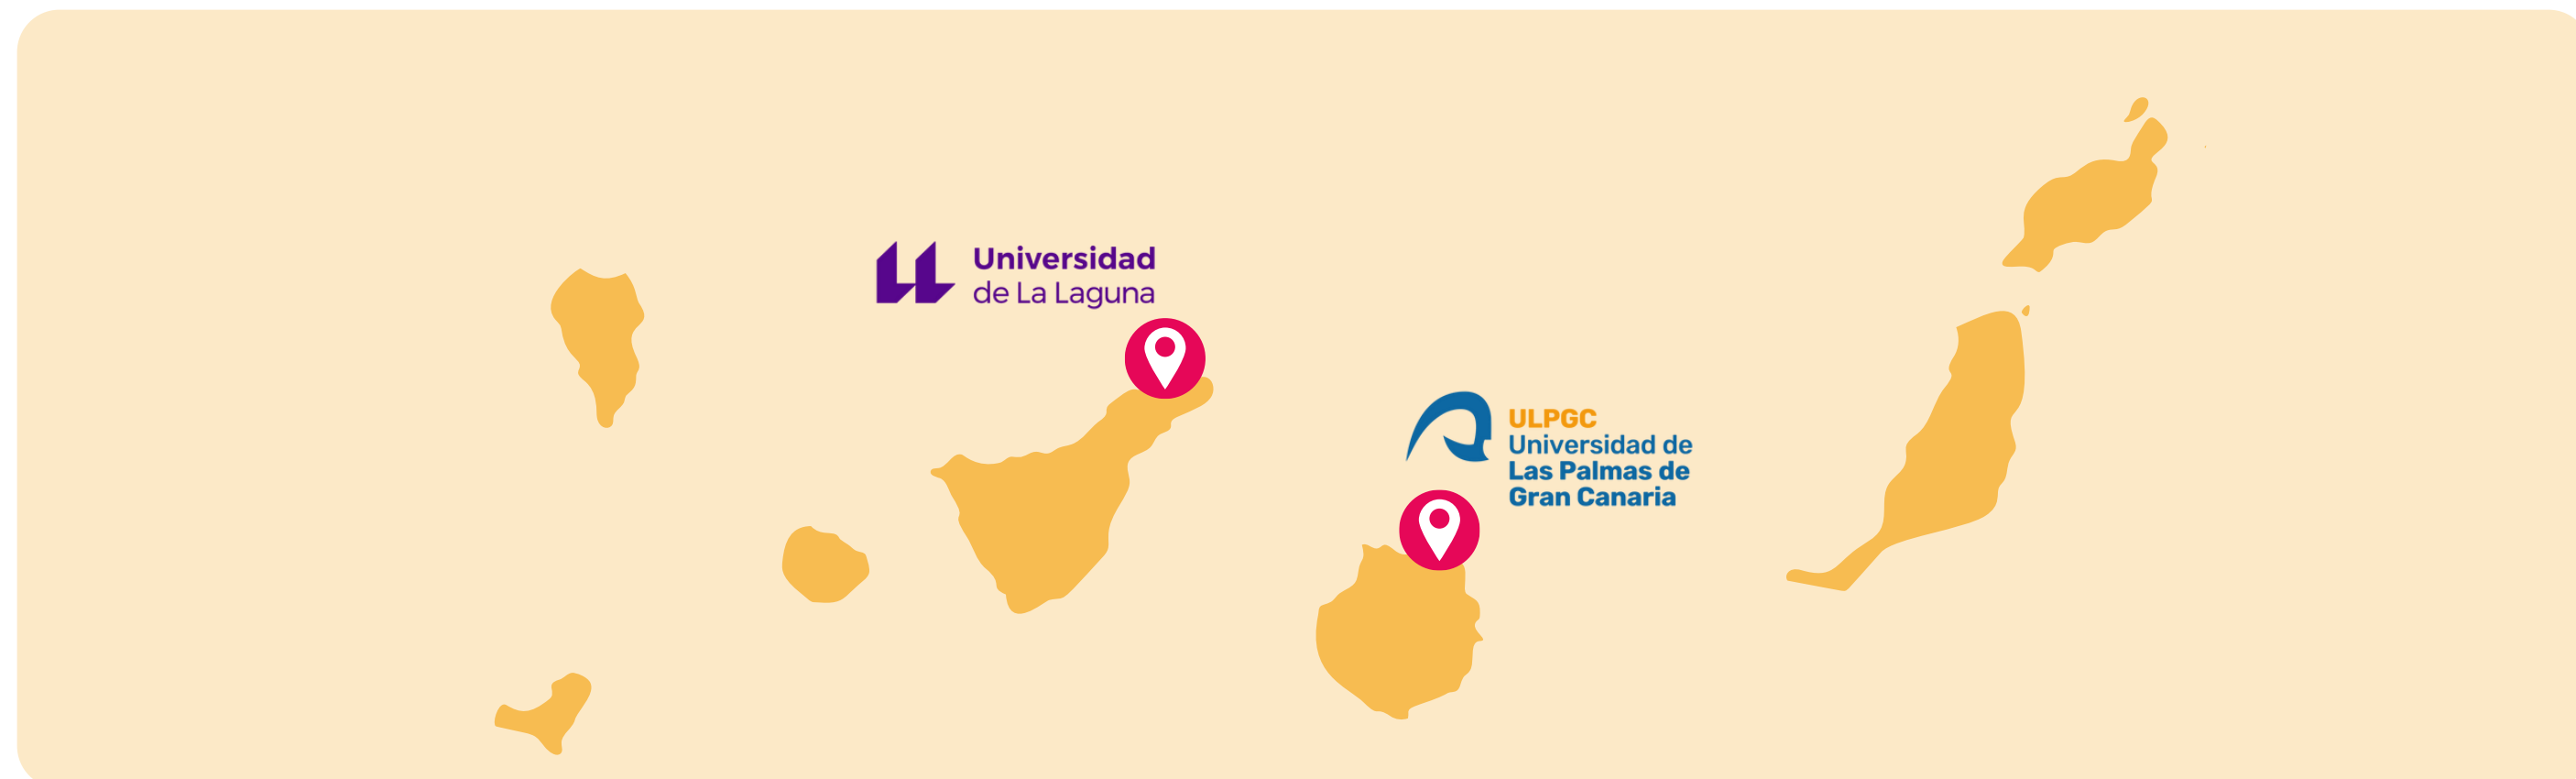 Universidad
de La Laguna
ULPGC
Universidad de
Las Palmas de
Gran Canaria